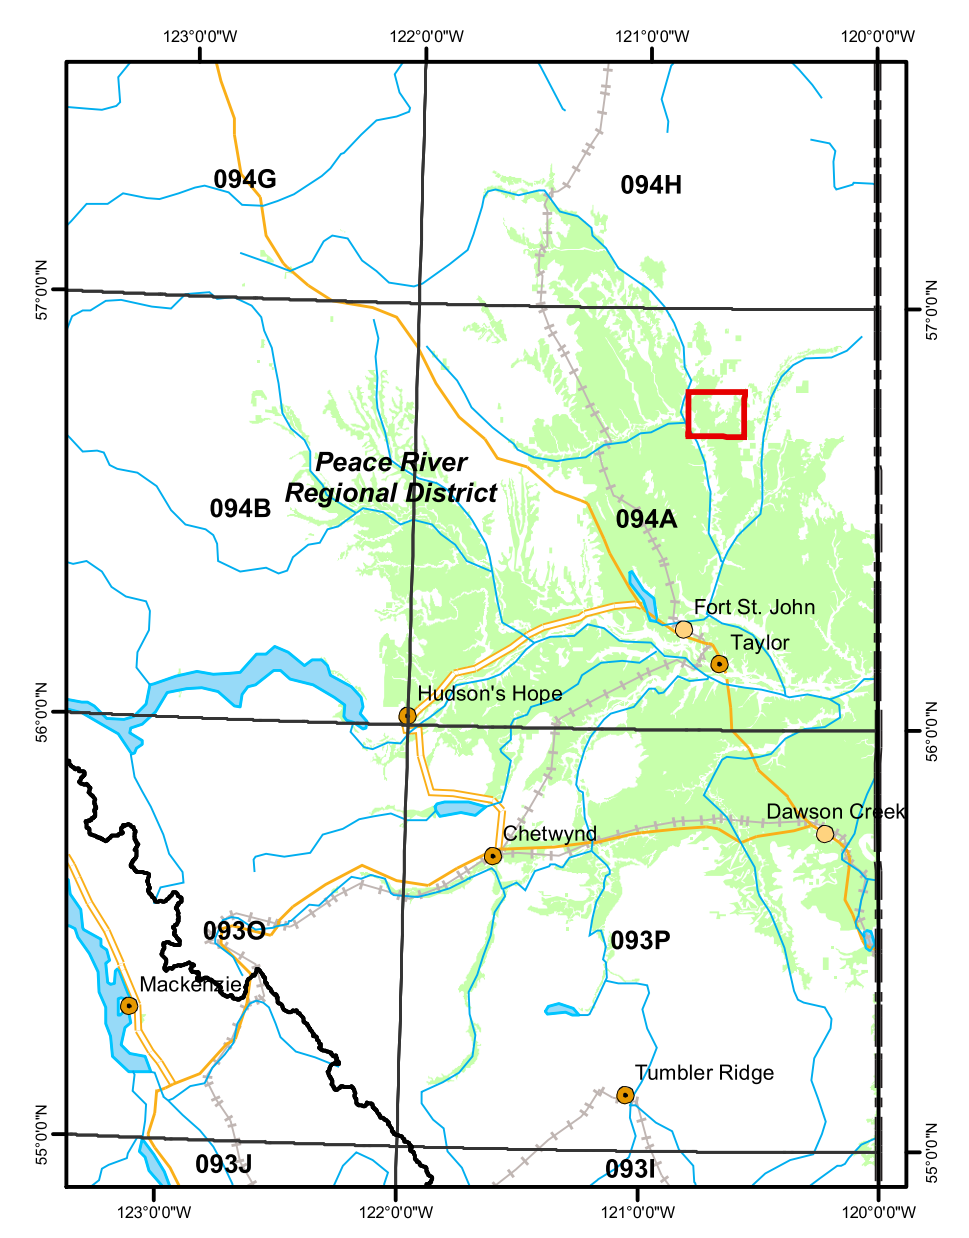 123°0'0"W 122°0'0"W 121°0'0"W 120°0'0"W
094G
094H
57°0'0"N
57°0'0"N
Peace River
Regional District
094B
094A
Fort St. John
Taylor
Hudson's Hope
56°0'0"N
56°0'0"N
Dawson Creek
Chetwynd
093O
093P
Mackenzie
Tumbler Ridge
55°0'0"N
55°0'0"N
093J
093I
123°0'0"W 122°0'0"W 121°0'0"W 120°0'0"W